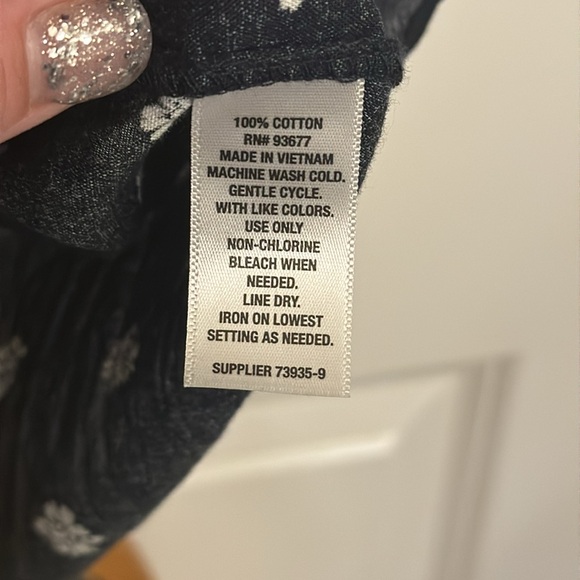 100% COTTON
RN# 93677
MADE IN VIETNAM
MACHINE WASH COLD.
GENTLE CYCLE.
WITH LIKE COLORS.
USE ONLY
NON-CHLORINE
BLEACH WHEN
NEEDED.
LINE DRY.
IRON ON LOWEST
SETTING AS NEEDED.
SUPPLIER 73935-9